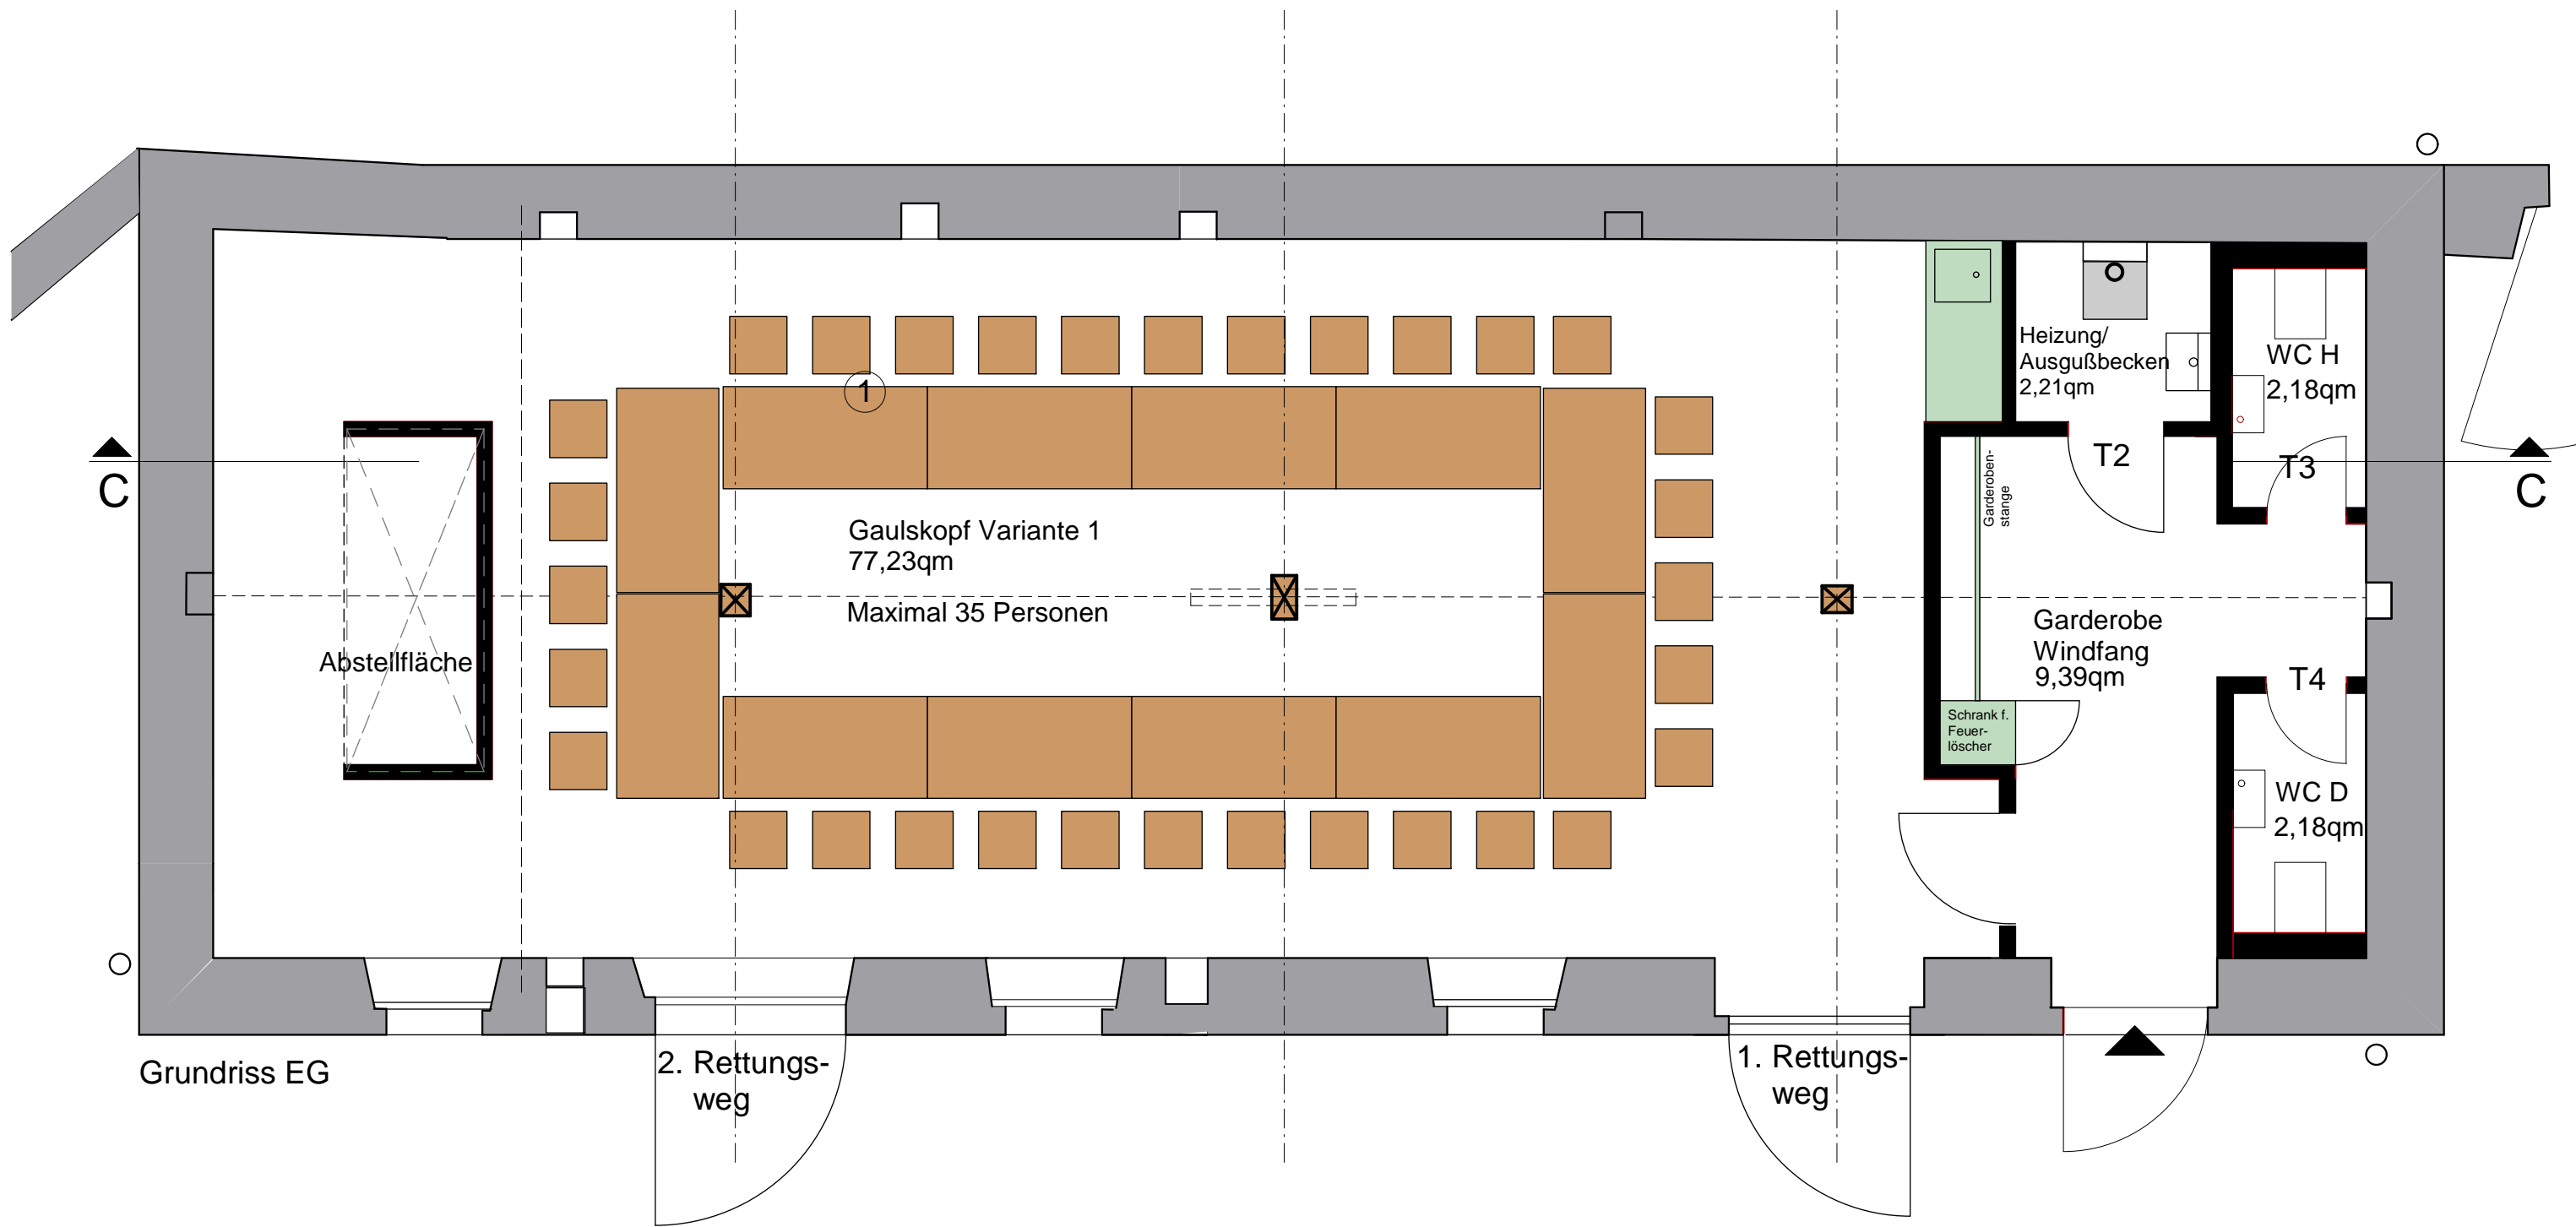 1
Heizung/
Ausgußbecken
2,21qm
WC H
2,18qm
T2
T3
C
C
Garderoben-
stange
Gaulskopf Variante 1
77,23qm
Maximal 35 Personen
Abstellfläche
Garderobe
Windfang
9,39qm
T4
Schrank f.
Feuer-
löscher
WC D
2,18qm
Grundriss EG
2. Rettungs-
weg
1. Rettungs-
weg